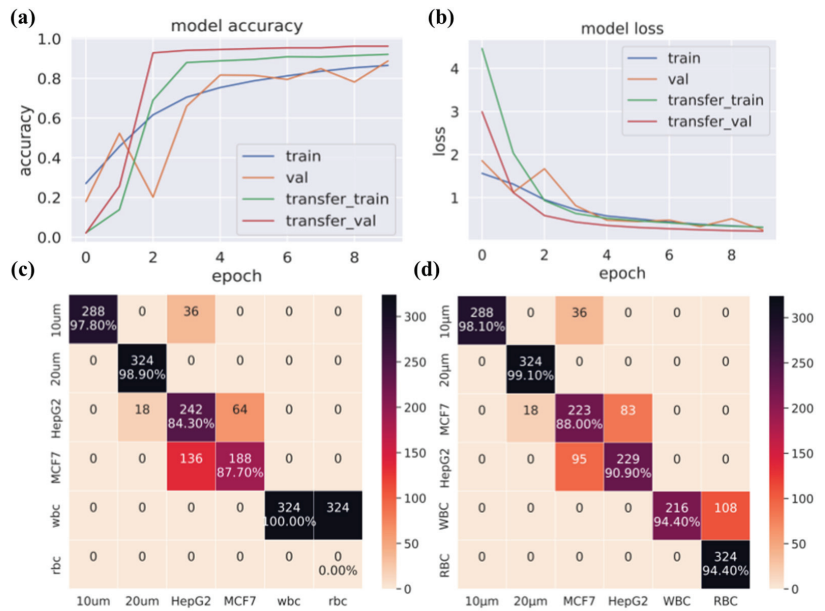 (a)
model accuracy
1.0
0.8
0.6
0.4
0.2
0.0
accuracy
0 2 4 6 8
epoch
train
val
transfer_train
transfer_val
(b)
model loss
4
3
2
1
loss
0 2 4 6 8
epoch
train
val
transfer_train
transfer_val
(c)
10um 288 0 36 0 0 0
97.80%
20um 0 324 0 0 0 0
98.90%
HepG2 0 18 242 64 0 0
84.30%
MCF7 0 0 136 188 0 0
87.70%
wbc 0 0 0 0 324 324
100.00%
rbc 0 0 0 0 0 0
0.00%
10um 20um HepG2 MCF7 wbc rbc
300
250
200
150
100
50
0
(d)
10μm 288 0 36 0 0 0
98.10%
20μm 0 324 0 0 0 0
99.10%
MCF7 0 18 223 83 0 0
88.00%
HepG2 0 0 95 229 0 0
90.90%
WBC 0 0 0 0 216 108
94.40%
RBC 0 0 0 0 0 324
94.40%
10μm 20μm MCF7 HepG2 WBC RBC
300
250
200
150
100
50
0